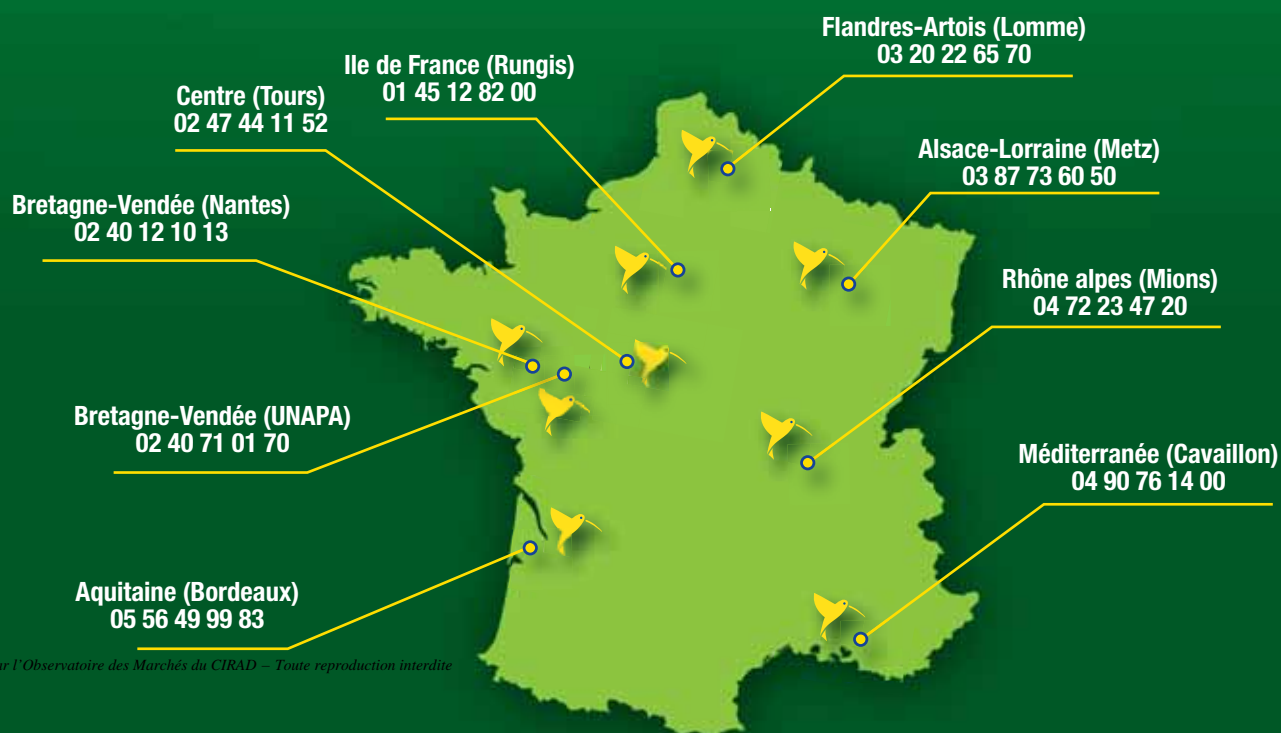 Flandres-Artois (Lomme)
03 20 22 65 70
Ile de France (Rungis)
01 45 12 82 00
Centre (Tours)
02 47 44 11 52
Alsace-Lorraine (Metz)
03 87 73 60 50
Bretagne-Vendée (Nantes)
02 40 12 10 13
Rhône alpes (Mions)
04 72 23 47 20
Bretagne-Vendée (UNAPA)
02 40 71 01 70
Méditerranée (Cavaillon)
04 90 76 14 00
Aquitaine (Bordeaux)
05 56 49 99 83
l'Observatoire des Marchés du CIRAD – Toute reproduction interdite